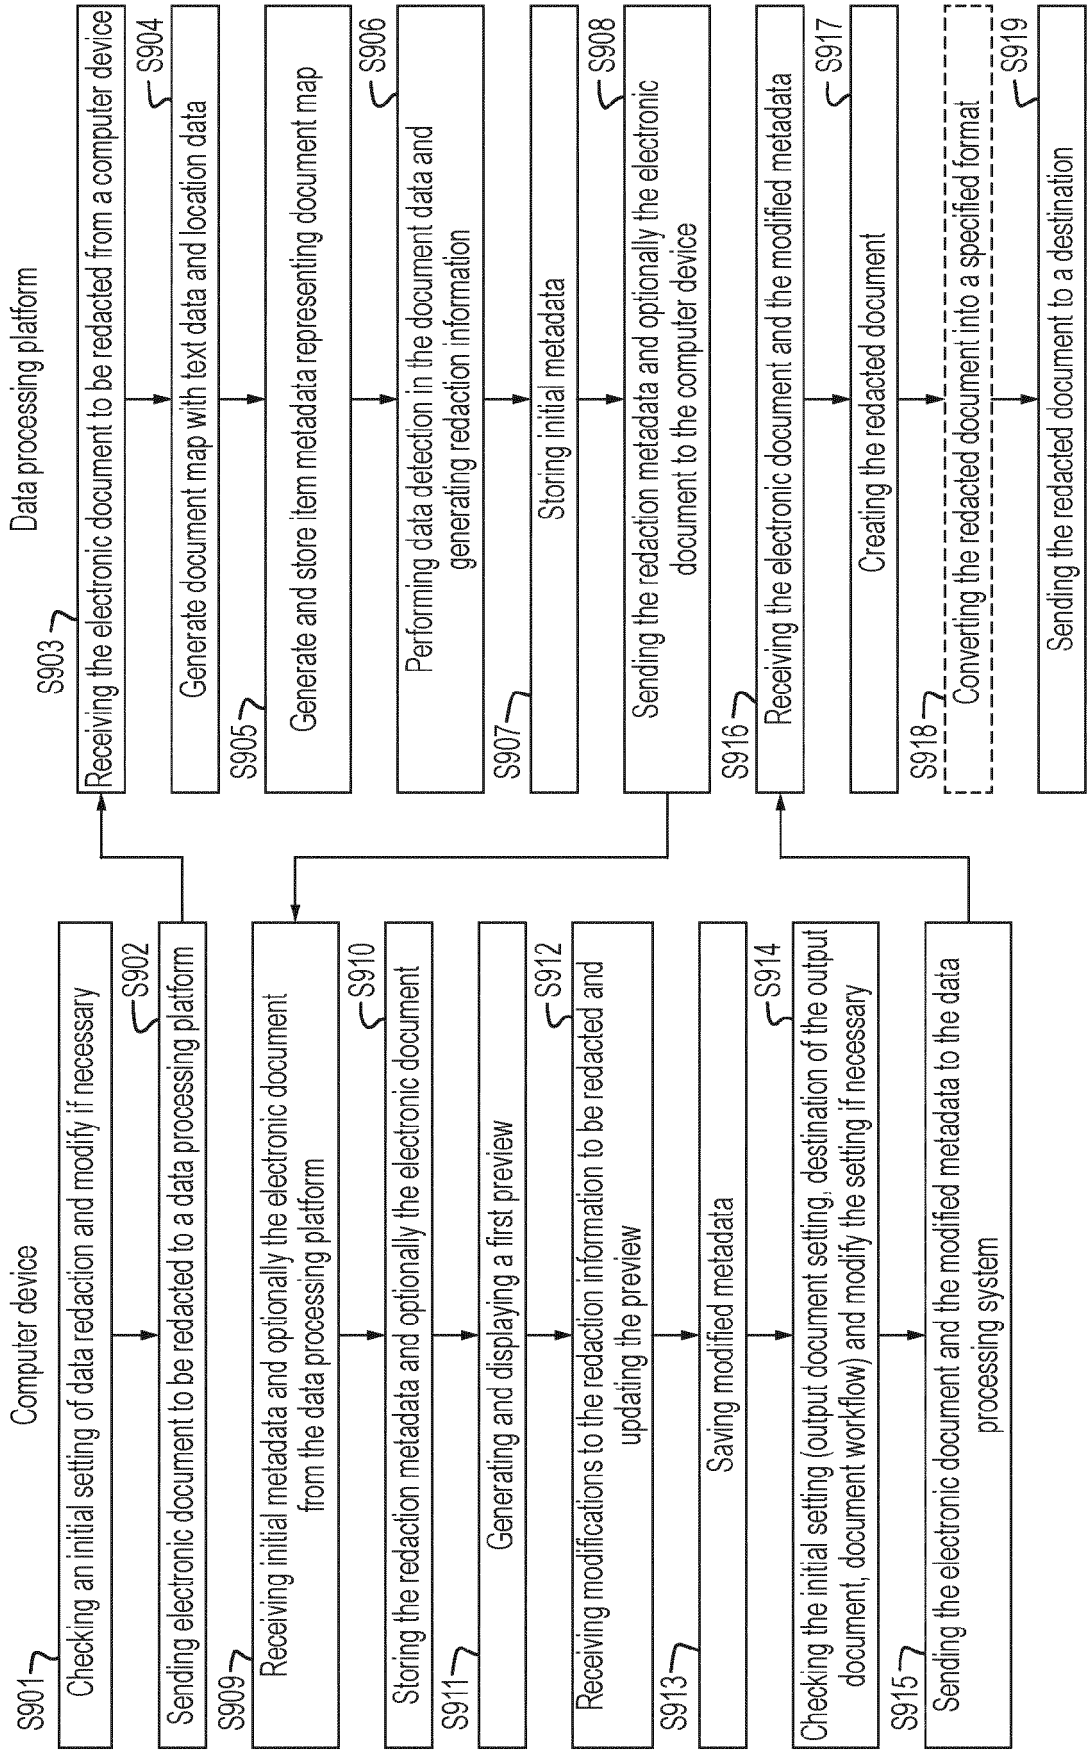 Computer device
S901
Checking an initial setting of data redaction and modify if necessary
S902
Sending electronic document to be redacted to a data processing platform
S909
Receiving initial metadata and optionally the electronic document
from the data processing platform
S910
Storing the redaction metadata and optionally the electronic document
S911
Generating and displaying a first preview
S912
Receiving modifications to the redaction information to be redacted and
updating the preview
S913
Saving modified metadata
S914
Checking the initial setting (output document setting, destination of the output
document, document workflow) and modify the setting if necessary
S915
Sending the electronic document and the modified metadata to the data
processing system
Data processing platform
S903
Receiving the electronic document to be redacted from a computer device
S904
Generate document map with text data and location data
S905
Generate and store item metadata representing document map
S906
Performing data detection in the document data and
generating redaction information
S907
Storing initial metadata
S908
Sending the redaction metadata and optionally the electronic
document to the computer device
S916
Receiving the electronic document and the modified metadata
S917
Creating the redacted document
S918
Converting the redacted document into a specified format
S919
Sending the redacted document to a destination